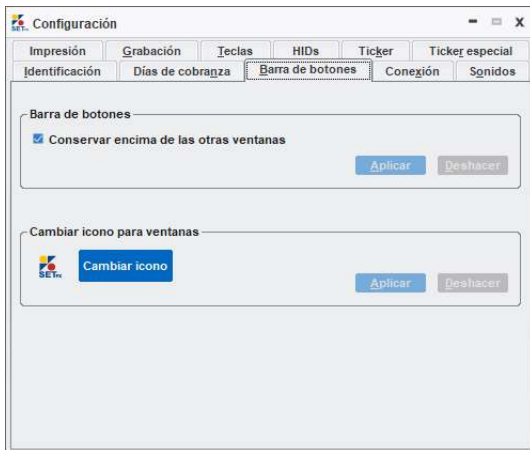 SET Configuración
Impresión Grabación Teclas HIDs Ticker Ticker especial
Identificación Días de cobranza Barra de botones Conexión Sonidos
Barra de botones
Conservar encima de las otras ventanas
Aplicar Deshacer
Cambiar icono para ventanas
SET Cambiar icono
Aplicar Deshacer